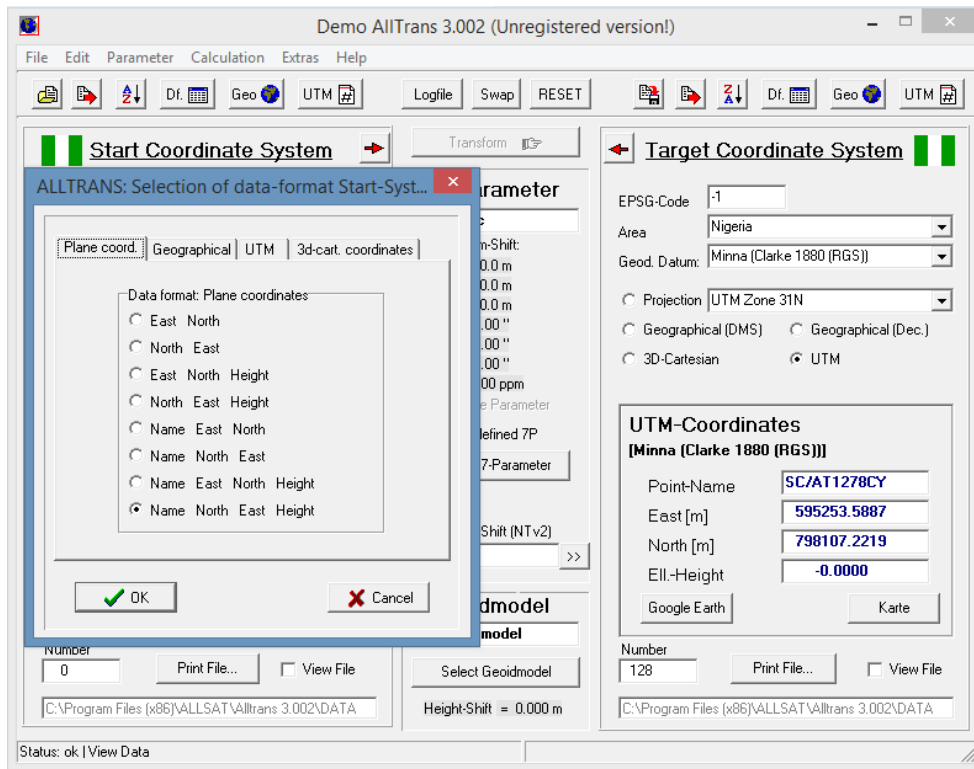 Demo AllTrans 3.002 (Unregistered version!)
File Edit Parameter Calculation Extras Help
A Z Df. Geo UTM # Logfile Swap RESET Z A Df. Geo UTM #
Start Coordinate System
Transform
Target Coordinate System
ALLTRANS: Selection of data-format Start-Syst...
Plane coord. Geographical UTM 3d-cart. coordinates
Data format: Plane coordinates
East North
North East
East North Height
North East Height
Name East North
Name North East
Name East North Height
Name North East Height
OK Cancel
Number
0 Print File... View File
C:\Program Files (x86)\ALLSAT\Alltrans 3.002\DATA
rameter
m-Shift:
0.0 m
0.0 m
0.0 m
.00 "
.00 "
.00 "
00 ppm
e Parameter
defined 7P
7-Parameter
Shift (NTv2)
>>
dmodel
model
Select Geoidmodel
Height-Shift = 0.000 m
EPSG-Code -1
Area Nigeria
Geod. Datum: Minna (Clarke 1880 (RGS))
Projection UTM Zone 31N
Geographical (DMS) Geographical (Dec.)
3D-Cartesian UTM
UTM-Coordinates
[Minna (Clarke 1880 (RGS))]
Point-Name SC/AT1278CY
East [m] 595253.5887
North [m] 798107.2219
Ell.-Height -0.0000
Google Earth Karte
Number
128 Print File... View File
C:\Program Files (x86)\ALLSAT\Alltrans 3.002\DATA
Status: ok | View Data